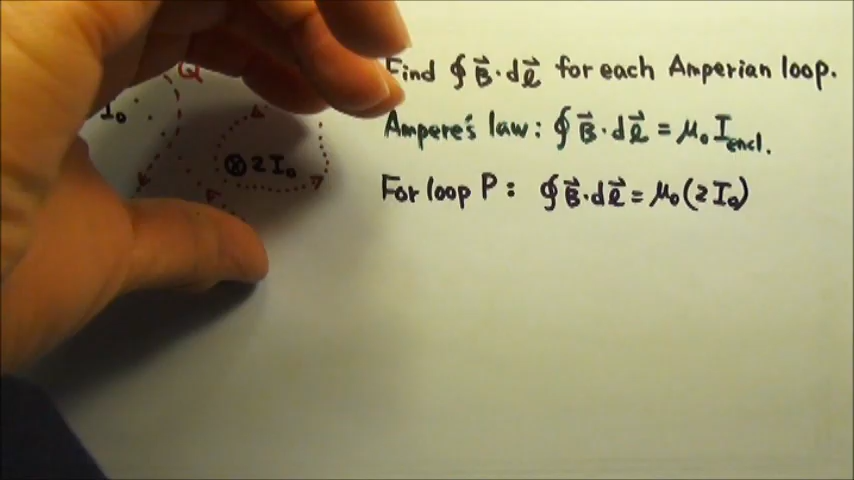 Q
I₀
⊗ 2I₀
Find ∮ B⃗ · dℓ⃗ for each Amperian loop.
Ampere's law: ∮ B⃗ · dℓ⃗ = μ₀ I_encl.
For loop P: ∮ B⃗ · dℓ⃗ = μ₀(2I₀)